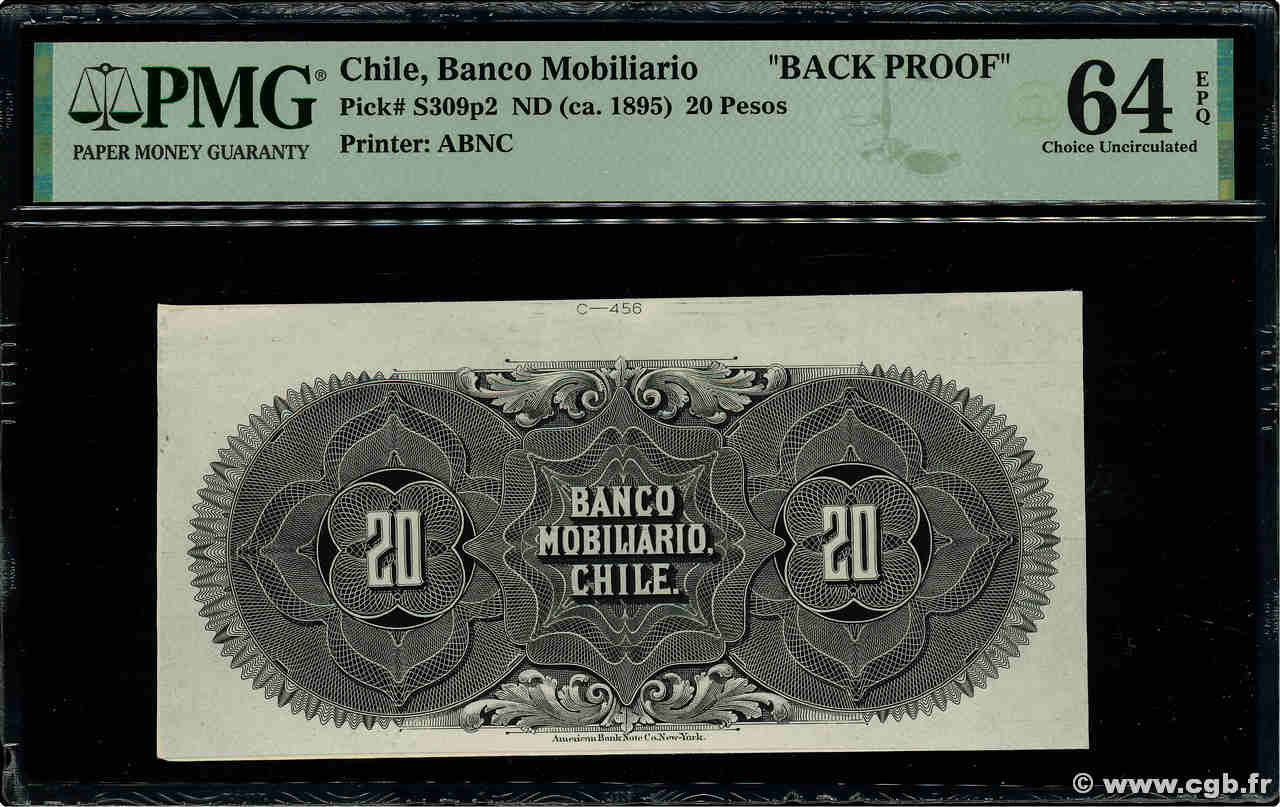 PMG® Chile, Banco Mobiliario "BACK PROOF" 64 EPQ
Pick# S309p2 ND (ca. 1895) 20 Pesos
PAPER MONEY GUARANTY Printer: ABNC Choice Uncirculated
C—456
BANCO
20 MOBILIARIO, 20
CHILE.
American Bank Note Co. New-York.
© www.cgb.fr